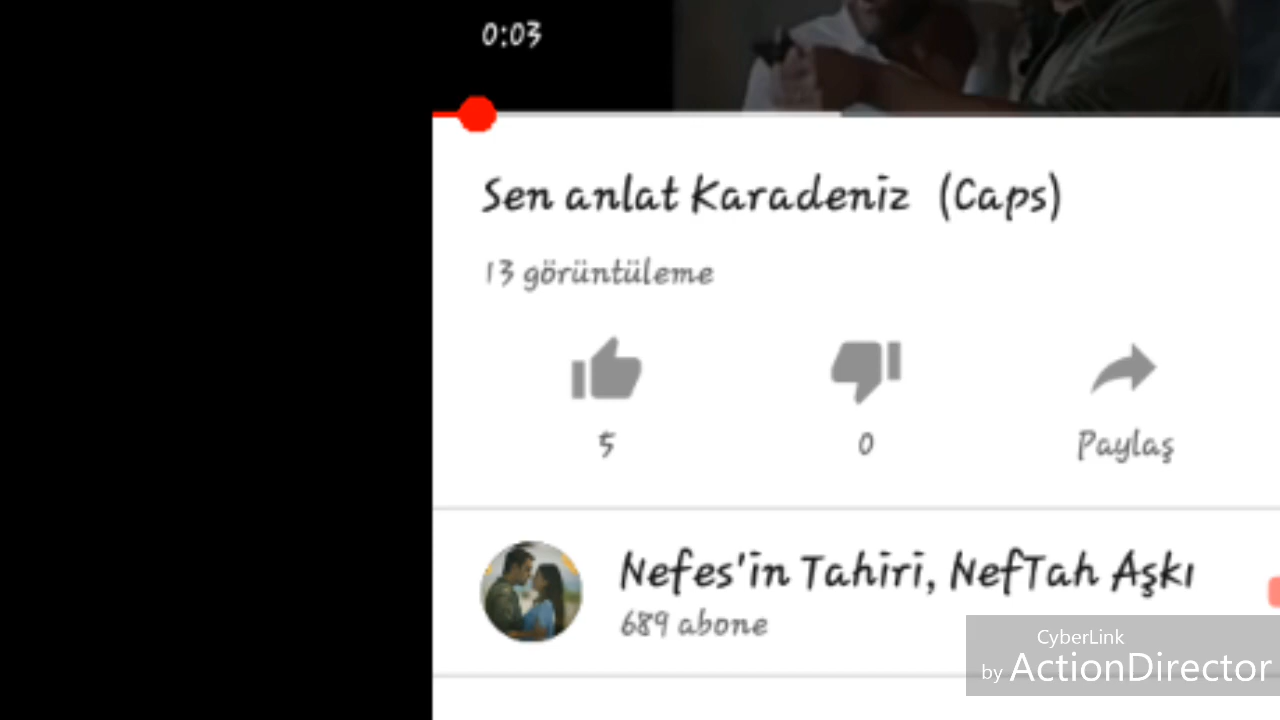 0:03
Sen anlat Karadeniz (Caps)
13 görüntüleme
5
0
Paylaş
Nefes'in Tahiri, NefTah Aşkı
689 abone
CyberLink
by ActionDirector